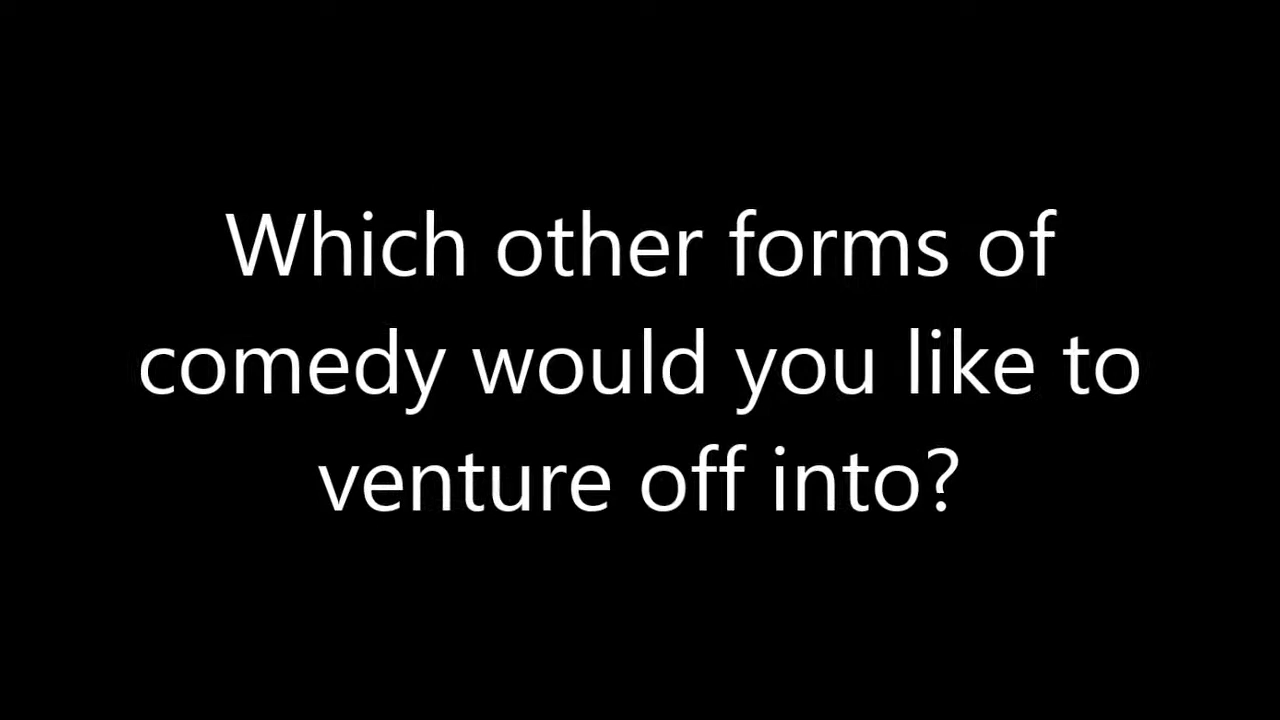 Which other forms of
comedy would you like to
venture off into?